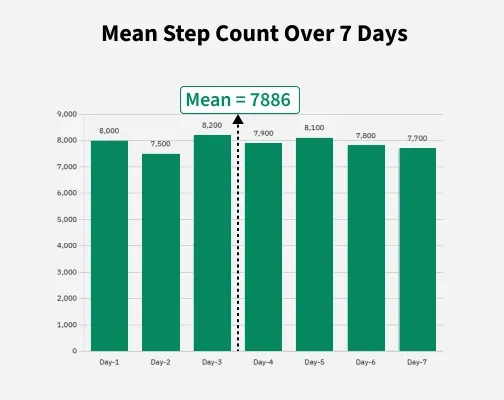 Mean Step Count Over 7 Days
Mean = 7886
9,000
8,000
7,000
6,000
5,000
4,000
3,000
2,000
1,000
0
8,000
7,500
8,200
7,900
8,100
7,800
7,700
Day-1
Day-2
Day-3
Day-4
Day-5
Day-6
Day-7